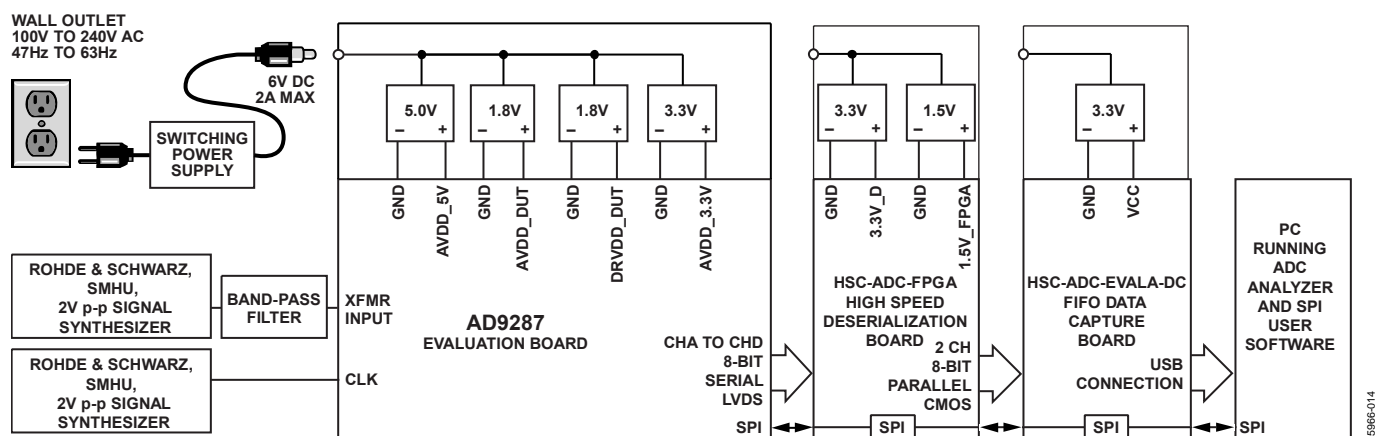 WALL OUTLET
100V TO 240V AC
47Hz TO 63Hz
6V DC
2A MAX
SWITCHING
POWER
SUPPLY
5.0V
– +
1.8V
– +
1.8V
– +
3.3V
– +
GND
AVDD_5V
GND
AVDD_DUT
GND
DRVDD_DUT
GND
AVDD_3.3V
3.3V
– +
1.5V
– +
GND
3.3V_D
GND
1.5V_FPGA
3.3V
– +
GND
VCC
ROHDE & SCHWARZ,
SMHU,
2V p-p SIGNAL
SYNTHESIZER
BAND-PASS
FILTER
XFMR
INPUT
ROHDE & SCHWARZ,
SMHU,
2V p-p SIGNAL
SYNTHESIZER
CLK
AD9287
EVALUATION BOARD
CHA TO CHD
8-BIT
SERIAL
LVDS
SPI
HSC-ADC-FPGA
HIGH SPEED
DESERIALIZATION
BOARD
2 CH
8-BIT
PARALLEL
CMOS
SPI
HSC-ADC-EVALA-DC
FIFO DATA
CAPTURE
BOARD
USB
CONNECTION
SPI
PC
RUNNING
ADC
ANALYZER
AND SPI
USER
SOFTWARE
SPI
5966-014